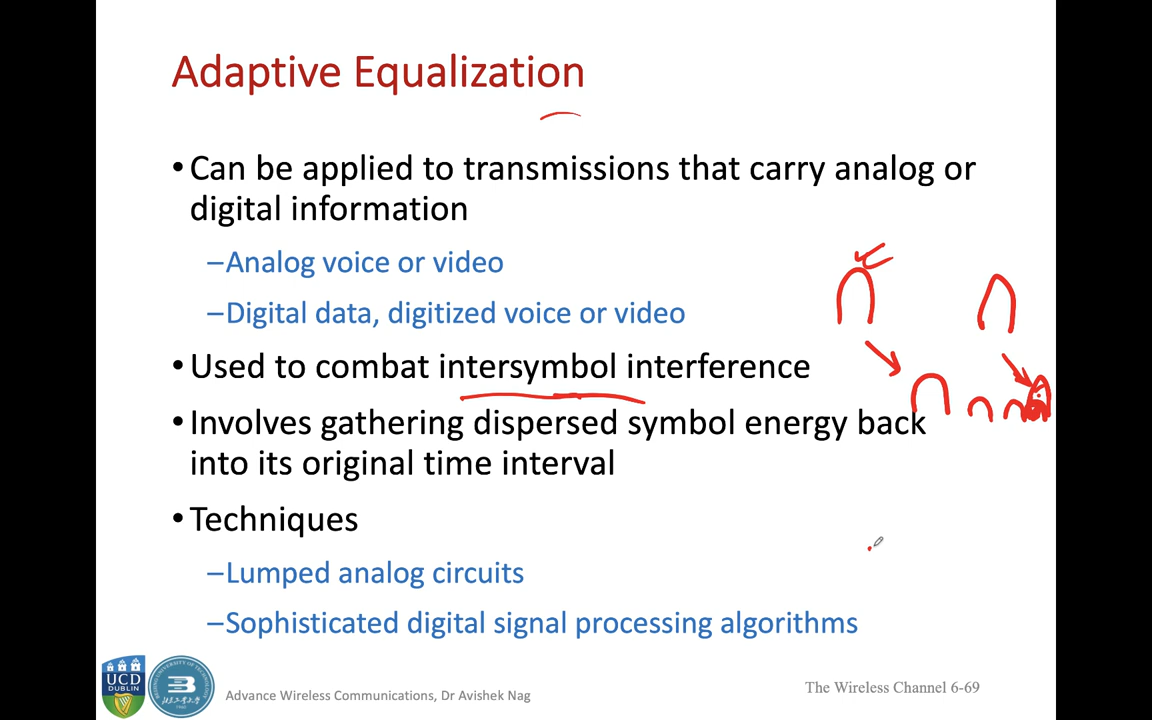 Adaptive Equalization
•Can be applied to transmissions that carry analog or
digital information
–Analog voice or video
–Digital data, digitized voice or video
•Used to combat intersymbol interference
•Involves gathering dispersed symbol energy back
into its original time interval
•Techniques
–Lumped analog circuits
–Sophisticated digital signal processing algorithms
UCD
DUBLIN
Advance Wireless Communications, Dr Avishek Nag
The Wireless Channel 6-69